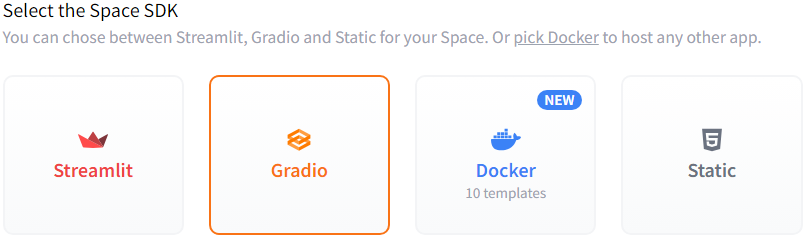 Select the Space SDK
You can chose between Streamlit, Gradio and Static for your Space. Or pick Docker to host any other app.
NEW
Streamlit
Gradio
Docker
10 templates
Static